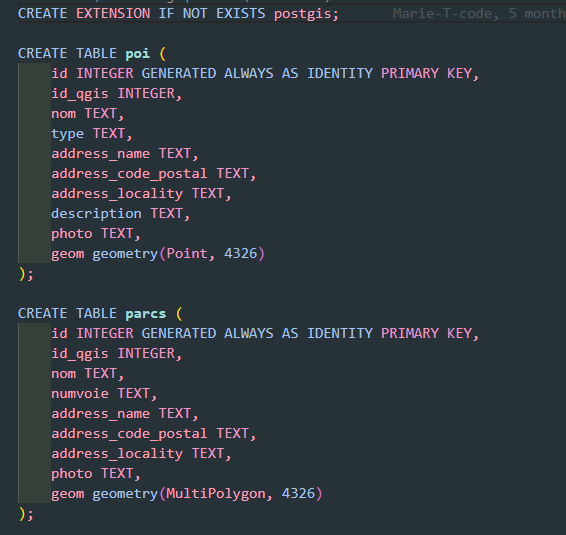 CREATE EXTENSION IF NOT EXISTS postgis; Marie-T-code, 5 month
CREATE TABLE poi (
id INTEGER GENERATED ALWAYS AS IDENTITY PRIMARY KEY,
id_qgis INTEGER,
nom TEXT,
type TEXT,
address_name TEXT,
address_code_postal TEXT,
address_locality TEXT,
description TEXT,
photo TEXT,
geom geometry(Point, 4326)
);
CREATE TABLE parcs (
id INTEGER GENERATED ALWAYS AS IDENTITY PRIMARY KEY,
id_qgis INTEGER,
nom TEXT,
numvoie TEXT,
address_name TEXT,
address_code_postal TEXT,
address_locality TEXT,
photo TEXT,
geom geometry(MultiPolygon, 4326)
);